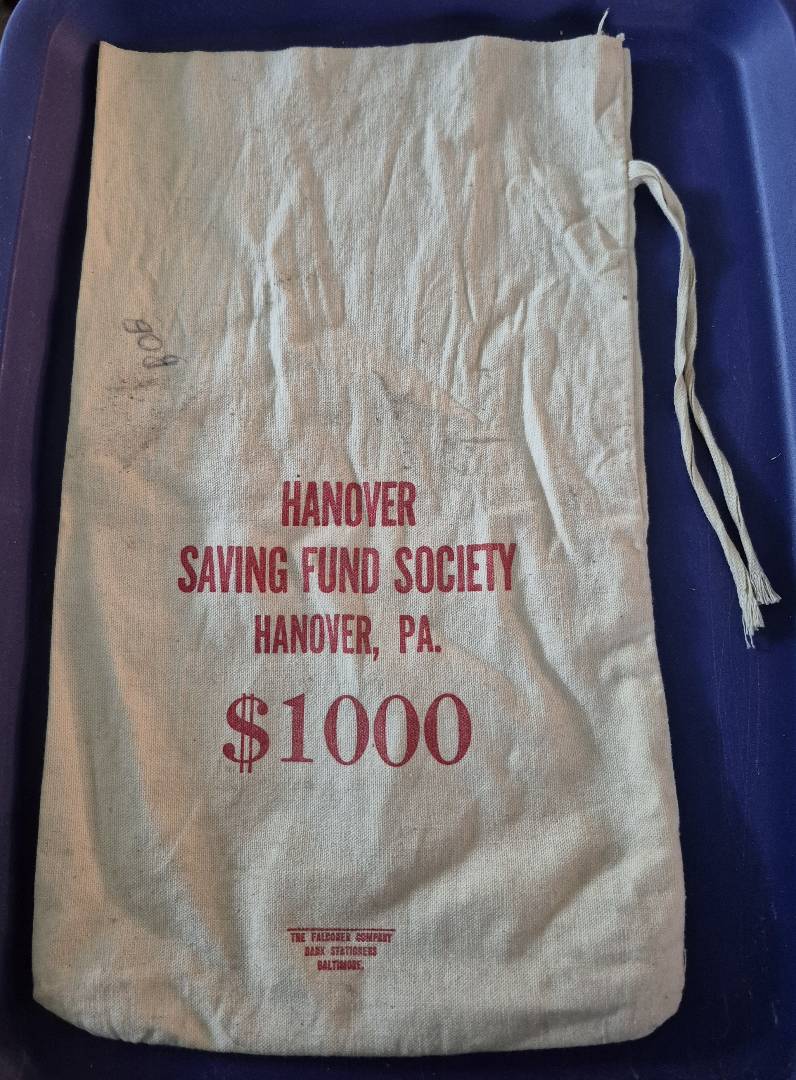 HANOVER
SAVING FUND SOCIETY
HANOVER, PA.
$1000
THE FALCONER COMPANY
BANK STATIONERS
BALTIMORE.